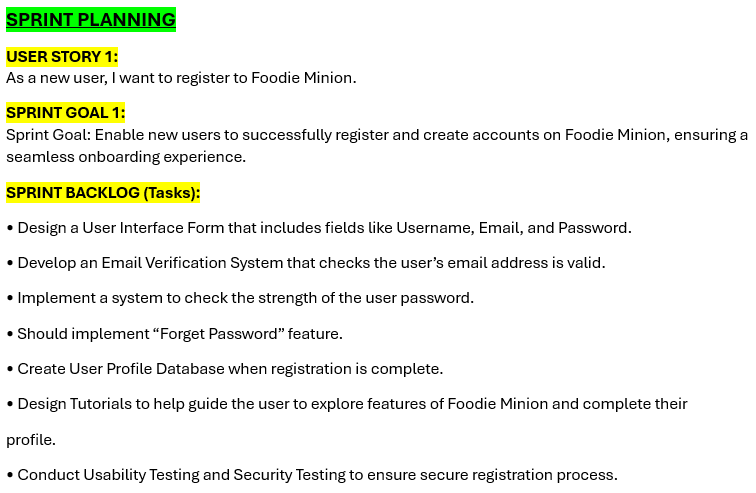 SPRINT PLANNING
USER STORY 1:
As a new user, I want to register to Foodie Minion.
SPRINT GOAL 1:
Sprint Goal: Enable new users to successfully register and create accounts on Foodie Minion, ensuring a
seamless onboarding experience.
SPRINT BACKLOG (Tasks):
• Design a User Interface Form that includes fields like Username, Email, and Password.
• Develop an Email Verification System that checks the user’s email address is valid.
• Implement a system to check the strength of the user password.
• Should implement “Forget Password” feature.
• Create User Profile Database when registration is complete.
• Design Tutorials to help guide the user to explore features of Foodie Minion and complete their
profile.
• Conduct Usability Testing and Security Testing to ensure secure registration process.